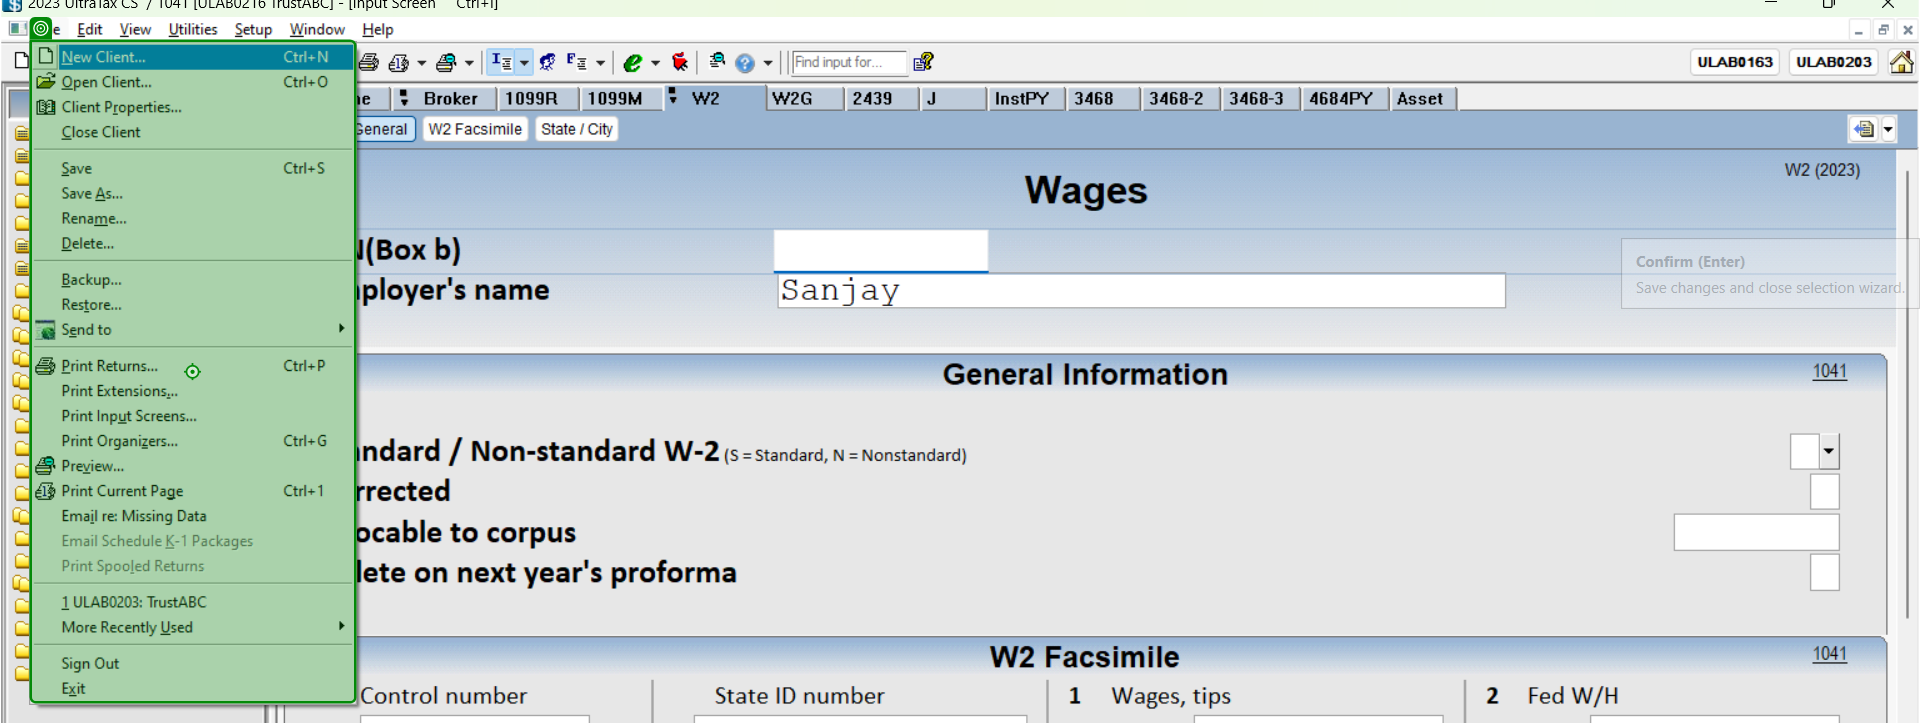 2023 UltraTax CS / 1041 [ULAB0216 TrustABC] - [Input Screen Ctrl+I]
e Edit View Utilities Setup Window Help
Find input for...
ULAB0163 ULAB0203
Broker 1099R 1099M W2 W2G 2439 J InstPY 3468 3468-2 3468-3 4684PY Asset
General W2 Facsimile State / City
New Client... Ctrl+N
Open Client... Ctrl+O
Client Properties...
Close Client
Save Ctrl+S
Save As...
Rename...
Delete...
Backup...
Restore...
Send to
Print Returns... Ctrl+P
Print Extensions...
Print Input Screens...
Print Organizers... Ctrl+G
Preview...
Print Current Page Ctrl+1
Email re: Missing Data
Email Schedule K-1 Packages
Print Spooled Returns
1 ULAB0203: TrustABC
More Recently Used
Sign Out
Exit
W2 (2023)
Wages
(Box b)
ployer's name Sanjay
Confirm (Enter)
Save changes and close selection wizard.
General Information 1041
ndard / Non-standard W-2 (S = Standard, N = Nonstandard)
rrected
ocable to corpus
lete on next year's proforma
W2 Facsimile 1041
Control number State ID number 1 Wages, tips 2 Fed W/H